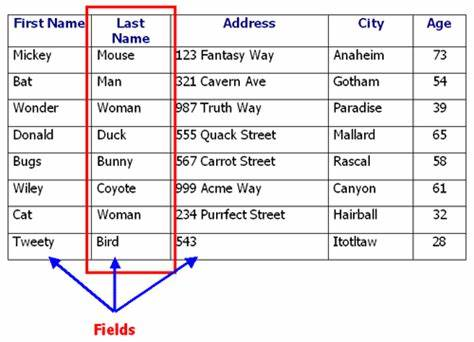 First Name Last Name Address City Age
Mickey Mouse 123 Fantasy Way Anaheim 73
Bat Man 321 Cavern Ave Gotham 54
Wonder Woman 987 Truth Way Paradise 39
Donald Duck 555 Quack Street Mallard 65
Bugs Bunny 567 Carrot Street Rascal 58
Wiley Coyote 999 Acme Way Canyon 61
Cat Woman 234 Purrfect Street Hairball 32
Tweety Bird 543 Itotltaw 28
Fields